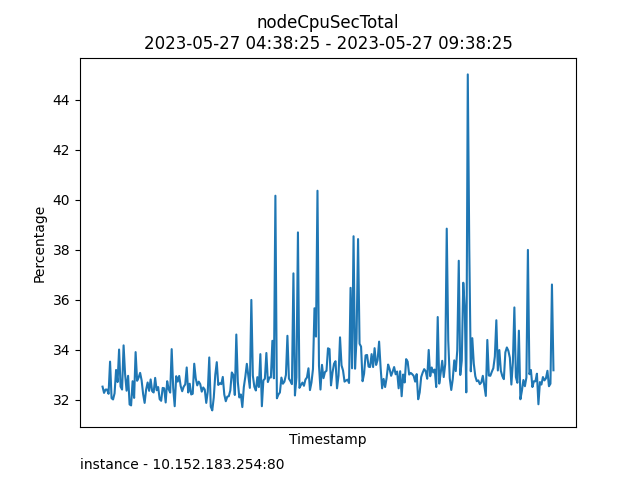 nodeCpuSecTotal
2023-05-27 04:38:25 - 2023-05-27 09:38:25
44
42
40
38
36
34
32
Percentage
Timestamp
instance - 10.152.183.254:80